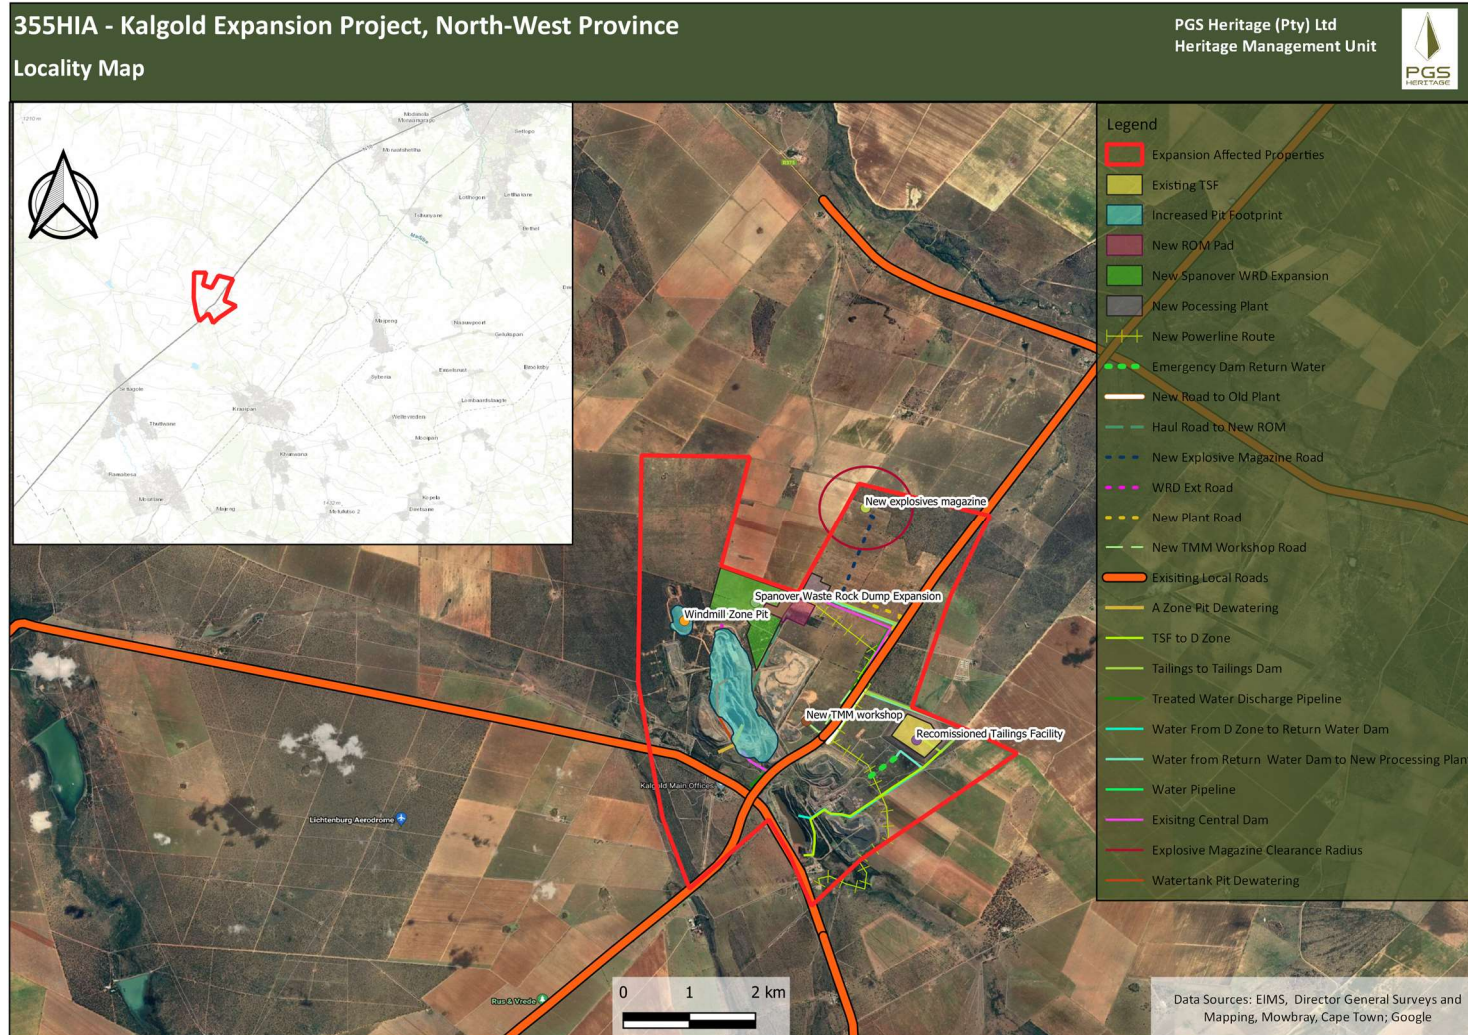 355HIA - Kalgold Expansion Project, North-West Province
Locality Map
PGS Heritage (Pty) Ltd
Heritage Management Unit
PGS
HERITAGE
Kraaipan
Madibogo
Setlagole
Mareetsane
Legend
Expansion Affected Properties
Existing TSF
Increased Pit Footprint
New ROM Pad
New Spanover WRD Expansion
New Pocessing Plant
New Powerline Route
Emergency Dam Return Water
New Road to Old Plant
Haul Road to New ROM
New Explosive Magazine Road
WRD Ext Road
New Plant Road
New TMM Workshop Road
Exisiting Local Roads
A Zone Pit Dewatering
TSF to D Zone
Tailings to Tailings Dam
Treated Water Discharge Pipeline
Water From D Zone to Return Water Dam
Water from Return Water Dam to New Processing Plan
Water Pipeline
Exisitng Central Dam
Explosive Magazine Clearance Radius
Watertank Pit Dewatering
New explosives magazine
Spanover Waste Rock Dump Expansion
Windmill Zone Pit
New TMM workshop
Recomissioned Tailings Facility
Kalgold Main Offices
Lichtenburg Aerodrome
Rus & Vrede
0 1 2 km
Data Sources: EIMS, Director General Surveys and
Mapping, Mowbray, Cape Town; Google